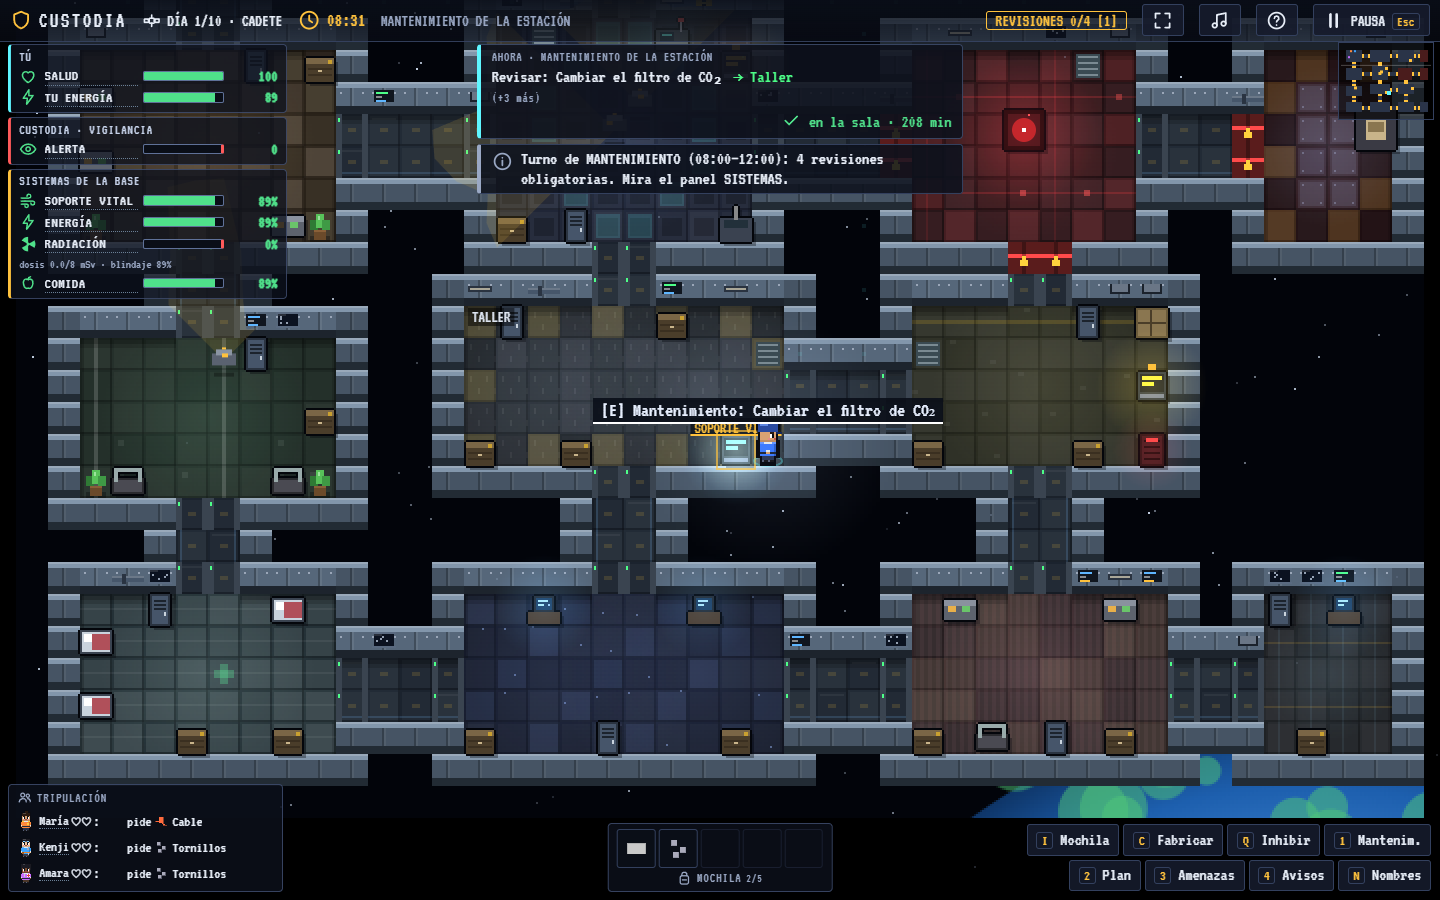 CUSTODIA
DÍA 1/10 · CADETE
08:31
MANTENIMIENTO DE LA ESTACIÓN
REVISIONES 0/4 [1]
PAUSA Esc
TÚ
SALUD 100
TU ENERGÍA 89
CUSTODIA · VIGILANCIA
ALERTA 0
SISTEMAS DE LA BASE
SOPORTE VITAL 89%
ENERGÍA 89%
RADIACIÓN 0%
dosis 0.0/8 mSv · blindaje 89%
COMIDA 89%
AHORA · MANTENIMIENTO DE LA ESTACIÓN
Revisar: Cambiar el filtro de CO₂ → Taller
(+3 más)
en la sala · 208 min
Turno de MANTENIMIENTO (08:00–12:00): 4 revisiones
obligatorias. Mira el panel SISTEMAS.
TALLER
[E] Mantenimiento: Cambiar el filtro de CO₂
SOPORTE VI
TRIPULACIÓN
María♡♡: pide Cable
Kenji♡♡: pide Tornillos
Amara♡♡: pide Tornillos
MOCHILA 2/5
I Mochila
C Fabricar
Q Inhibir
1 Mantenim.
2 Plan
3 Amenazas
4 Avisos
N Nombres